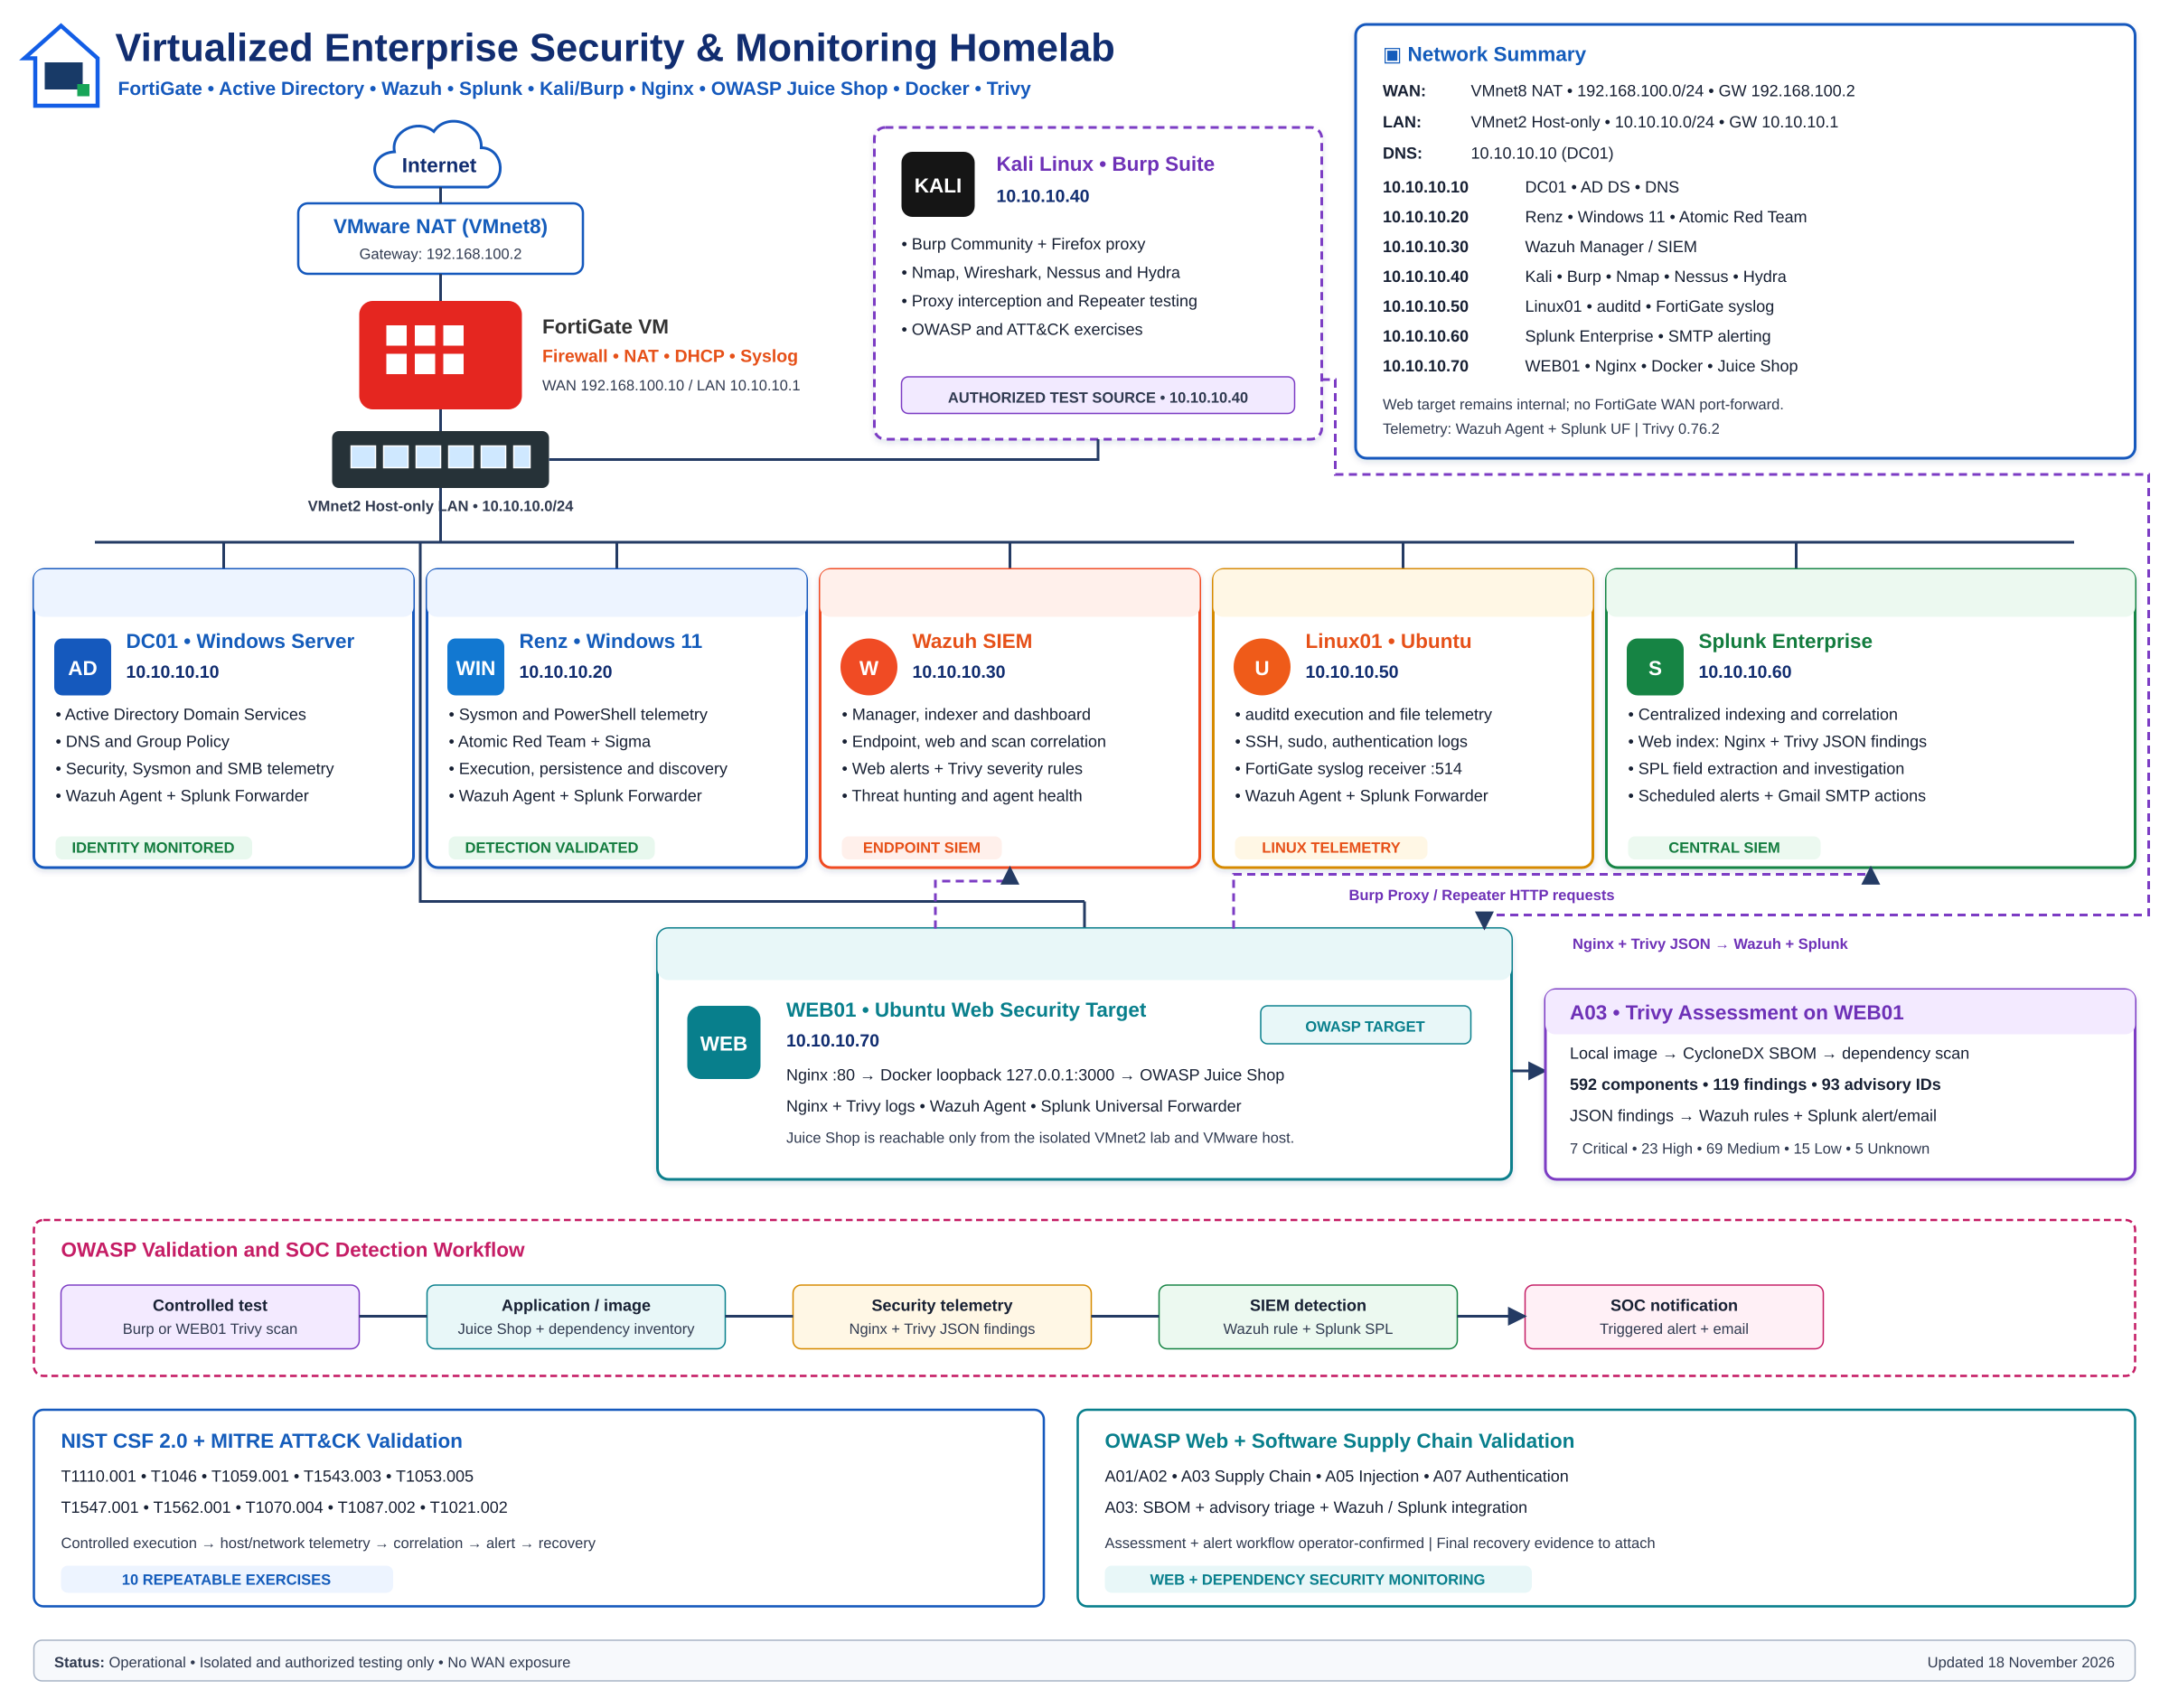 Virtualized Enterprise Security & Monitoring Homelab
FortiGate • Active Directory • Wazuh • Splunk • Kali/Burp • Nginx • OWASP Juice Shop • Docker • Trivy
Internet
VMware NAT (VMnet8)
Gateway: 192.168.100.2
FortiGate VM
Firewall • NAT • DHCP • Syslog
WAN 192.168.100.10 / LAN 10.10.10.1
VMnet2 Host-only LAN • 10.10.10.0/24
KALI
Kali Linux • Burp Suite
10.10.10.40
• Burp Community + Firefox proxy
• Nmap, Wireshark, Nessus and Hydra
• Proxy interception and Repeater testing
• OWASP and ATT&CK exercises
AUTHORIZED TEST SOURCE • 10.10.10.40
▣ Network Summary
WAN: VMnet8 NAT • 192.168.100.0/24 • GW 192.168.100.2
LAN: VMnet2 Host-only • 10.10.10.0/24 • GW 10.10.10.1
DNS: 10.10.10.10 (DC01)
10.10.10.10 DC01 • AD DS • DNS
10.10.10.20 Renz • Windows 11 • Atomic Red Team
10.10.10.30 Wazuh Manager / SIEM
10.10.10.40 Kali • Burp • Nmap • Nessus • Hydra
10.10.10.50 Linux01 • auditd • FortiGate syslog
10.10.10.60 Splunk Enterprise • SMTP alerting
10.10.10.70 WEB01 • Nginx • Docker • Juice Shop
Web target remains internal; no FortiGate WAN port-forward.
Telemetry: Wazuh Agent + Splunk UF | Trivy 0.76.2
AD
DC01 • Windows Server
10.10.10.10
• Active Directory Domain Services
• DNS and Group Policy
• Security, Sysmon and SMB telemetry
• Wazuh Agent + Splunk Forwarder
IDENTITY MONITORED
WIN
Renz • Windows 11
10.10.10.20
• Sysmon and PowerShell telemetry
• Atomic Red Team + Sigma
• Execution, persistence and discovery
• Wazuh Agent + Splunk Forwarder
DETECTION VALIDATED
W
Wazuh SIEM
10.10.10.30
• Manager, indexer and dashboard
• Endpoint, web and scan correlation
• Web alerts + Trivy severity rules
• Threat hunting and agent health
ENDPOINT SIEM
U
Linux01 • Ubuntu
10.10.10.50
• auditd execution and file telemetry
• SSH, sudo, authentication logs
• FortiGate syslog receiver :514
• Wazuh Agent + Splunk Forwarder
LINUX TELEMETRY
S
Splunk Enterprise
10.10.10.60
• Centralized indexing and correlation
• Web index: Nginx + Trivy JSON findings
• SPL field extraction and investigation
• Scheduled alerts + Gmail SMTP actions
CENTRAL SIEM
Burp Proxy / Repeater HTTP requests
Nginx + Trivy JSON → Wazuh + Splunk
WEB
WEB01 • Ubuntu Web Security Target
10.10.10.70
OWASP TARGET
Nginx :80 → Docker loopback 127.0.0.1:3000 → OWASP Juice Shop
Nginx + Trivy logs • Wazuh Agent • Splunk Universal Forwarder
Juice Shop is reachable only from the isolated VMnet2 lab and VMware host.
A03 • Trivy Assessment on WEB01
Local image → CycloneDX SBOM → dependency scan
592 components • 119 findings • 93 advisory IDs
JSON findings → Wazuh rules + Splunk alert/email
7 Critical • 23 High • 69 Medium • 15 Low • 5 Unknown
OWASP Validation and SOC Detection Workflow
Controlled test
Burp or WEB01 Trivy scan
Application / image
Juice Shop + dependency inventory
Security telemetry
Nginx + Trivy JSON findings
SIEM detection
Wazuh rule + Splunk SPL
SOC notification
Triggered alert + email
NIST CSF 2.0 + MITRE ATT&CK Validation
T1110.001 • T1046 • T1059.001 • T1543.003 • T1053.005
T1547.001 • T1562.001 • T1070.004 • T1087.002 • T1021.002
Controlled execution → host/network telemetry → correlation → alert → recovery
10 REPEATABLE EXERCISES
OWASP Web + Software Supply Chain Validation
A01/A02 • A03 Supply Chain • A05 Injection • A07 Authentication
A03: SBOM + advisory triage + Wazuh / Splunk integration
Assessment + alert workflow operator-confirmed | Final recovery evidence to attach
WEB + DEPENDENCY SECURITY MONITORING
Status: Operational • Isolated and authorized testing only • No WAN exposure
Updated 18 November 2026